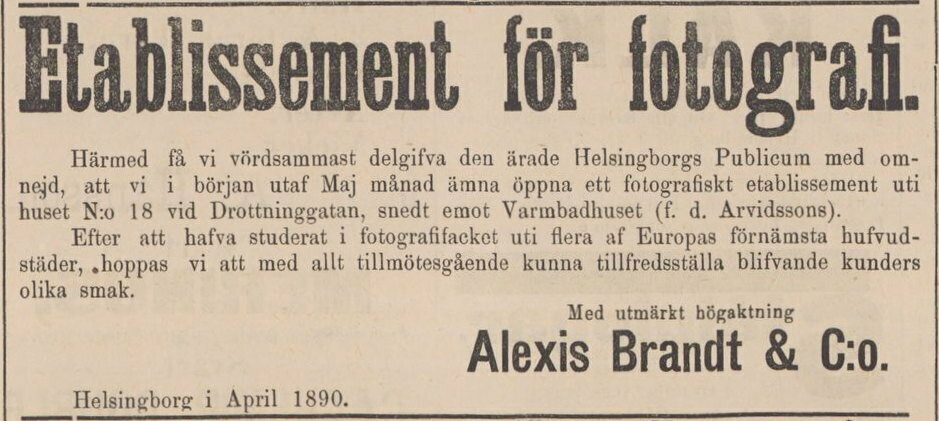 Etablissement för fotografi.
Härmed få vi vördsammast delgifva den ärade Helsingborgs Publicum med om-
nejd, att vi i början utaf Maj månad ämna öppna ett fotografiskt etablissement uti
huset N:o 18 vid Drottninggatan, snedt emot Varmbadhuset (f. d. Arvidssons).
Efter att hafva studerat i fotografifacket uti flera af Europas förnämsta hufvud-
städer, hoppas vi att med allt tillmötesgående kunna tillfredsställa blifvande kunders
olika smak.
Med utmärkt högaktning
Alexis Brandt & C:o.
Helsingborg i April 1890.